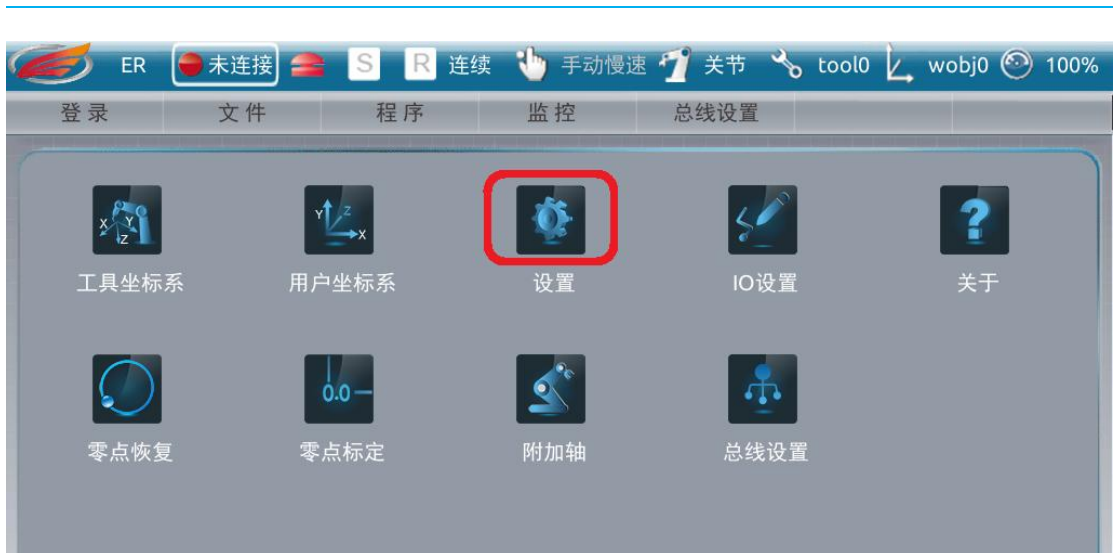 ER 未连接 S R 连续 手动慢速 关节 tool0 wobj0 100%
登录 文件 程序 监控 总线设置
X Y Z
Y Z X
工具坐标系 用户坐标系 设置 IO设置 ? 关于
0.0
零点恢复 零点标定 附加轴 总线设置